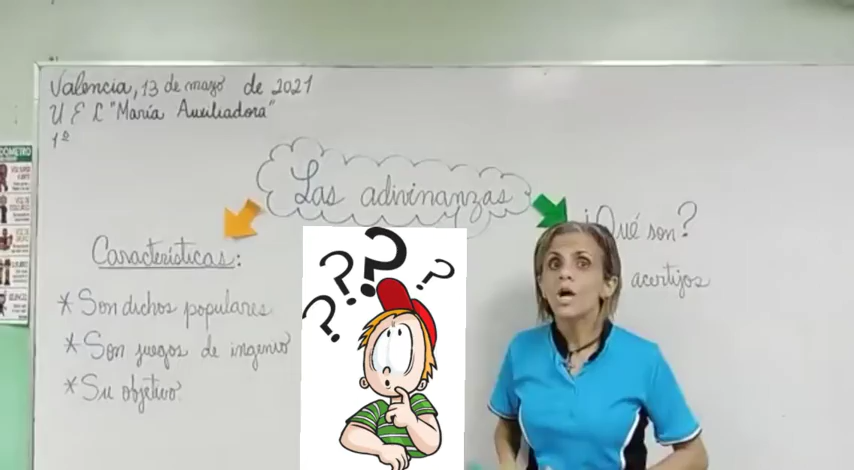 Valencia, 13 de mayo de 2021
U E L "María Auxiliadora"
1º
Las adivinanzas
Características:
* Son dichos populares
* Son juegos de ingenio
* Su objetivo
¿Qué son?
acertijos
? ? ? ?